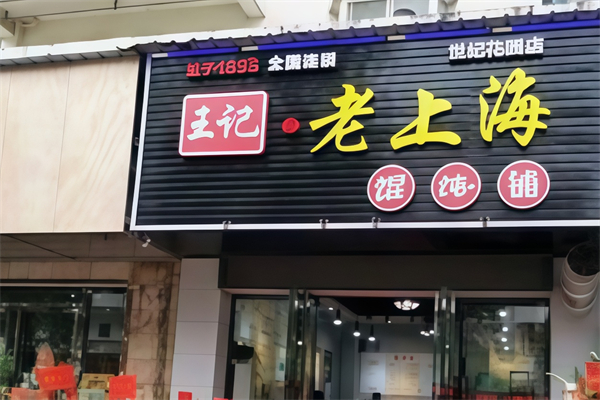 始于1896 全国连锁 世纪花园店
王记·老上海
馄饨铺